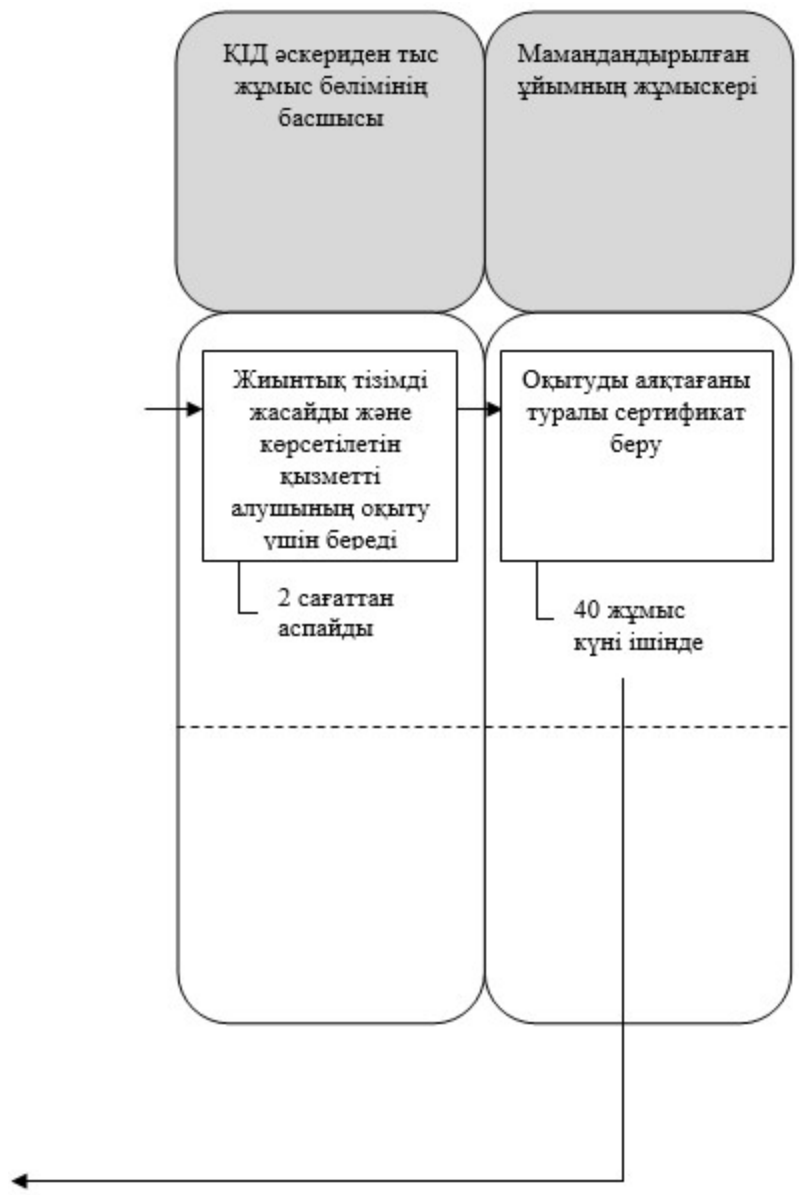 ҚІД әскериден тыс
жұмыс бөлімінің
басшысы
Мамандандырылған
ұйымның жұмыскері
Жиынтық тізімді
жасайды және
көрсетілетін
қызметті
алушының оқыту
үшін береді
Оқытуды аяқтағаны
туралы сертификат
беру
2 сағаттан
аспайды
40 жұмыс
күні ішінде